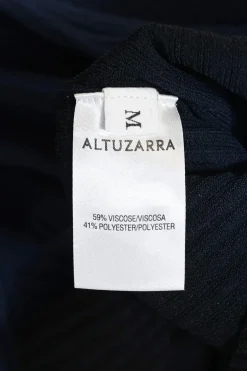 M
ALTUZARRA
59% VISCOSE/VISCOSA
41% POLYESTER/POLYESTER